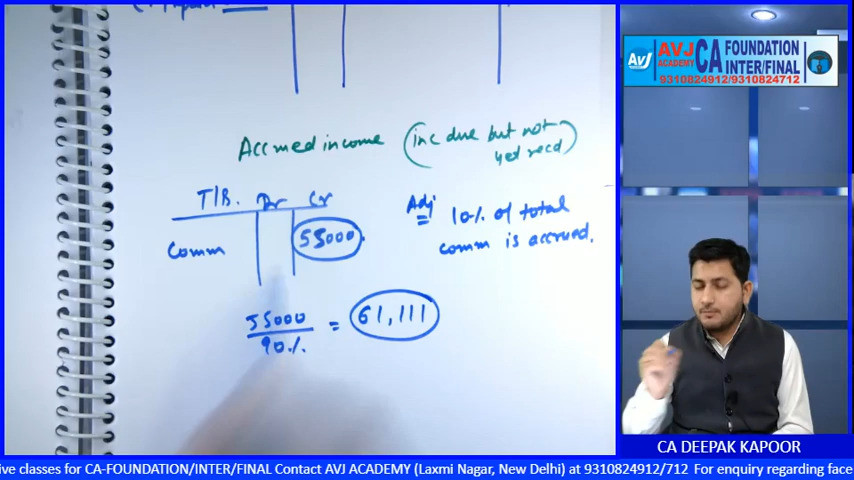 Accrued income (inc due but not
yet recd)
T/B. Dr Cr
Comm 55000.
Adj
10% of total
comm is accrued.
55000
90%
= 61,111
AVJ
AVJ
ACADEMY
CA
FOUNDATION
INTER/FINAL
9310824912/9310824712
CA DEEPAK KAPOOR
ive classes for CA-FOUNDATION/INTER/FINAL Contact AVJ ACADEMY (Laxmi Nagar, New Delhi) at 9310824912/712 For enquiry regarding face